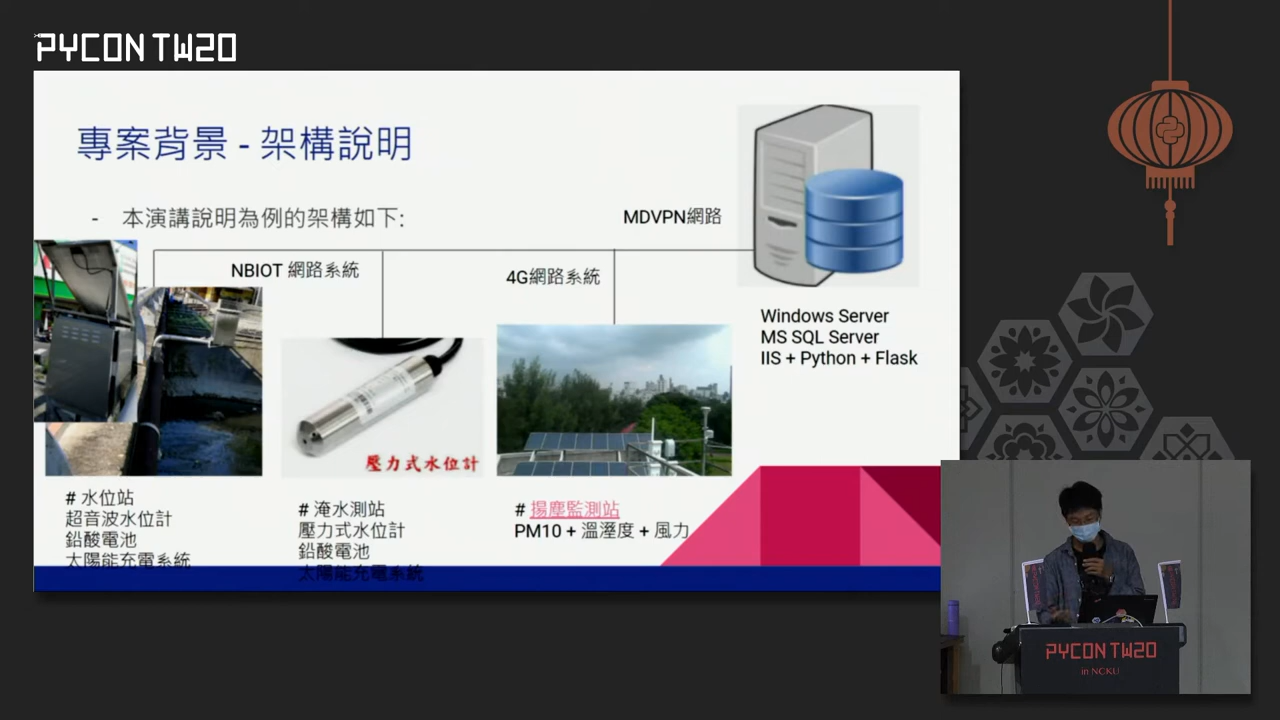 PYCON TW20
專案背景 - 架構說明
- 本演講說明為例的架構如下:
MDVPN網路
NBIOT 網路系統
4G網路系統
Windows Server
MS SQL Server
IIS + Python + Flask
壓力式水位計
# 水位站
超音波水位計
鉛酸電池
太陽能充電系統
# 淹水測站
壓力式水位計
鉛酸電池
太陽能充電系統
# 揚塵監測站
PM10 + 溫溼度 + 風力
PYCON TW20
in NCKU